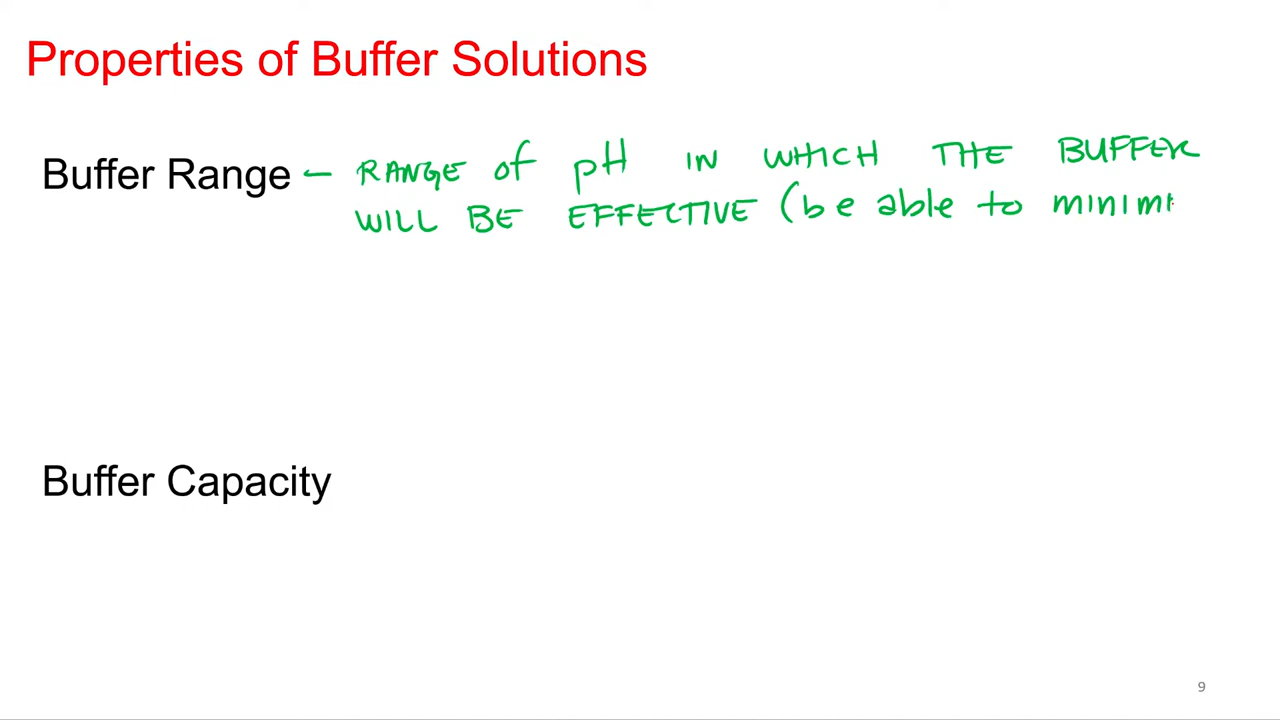 Properties of Buffer Solutions
Buffer Range – RANGE of pH IN WHICH THE BUFFER
WILL BE EFFECTIVE (be able to minimi
Buffer Capacity
9